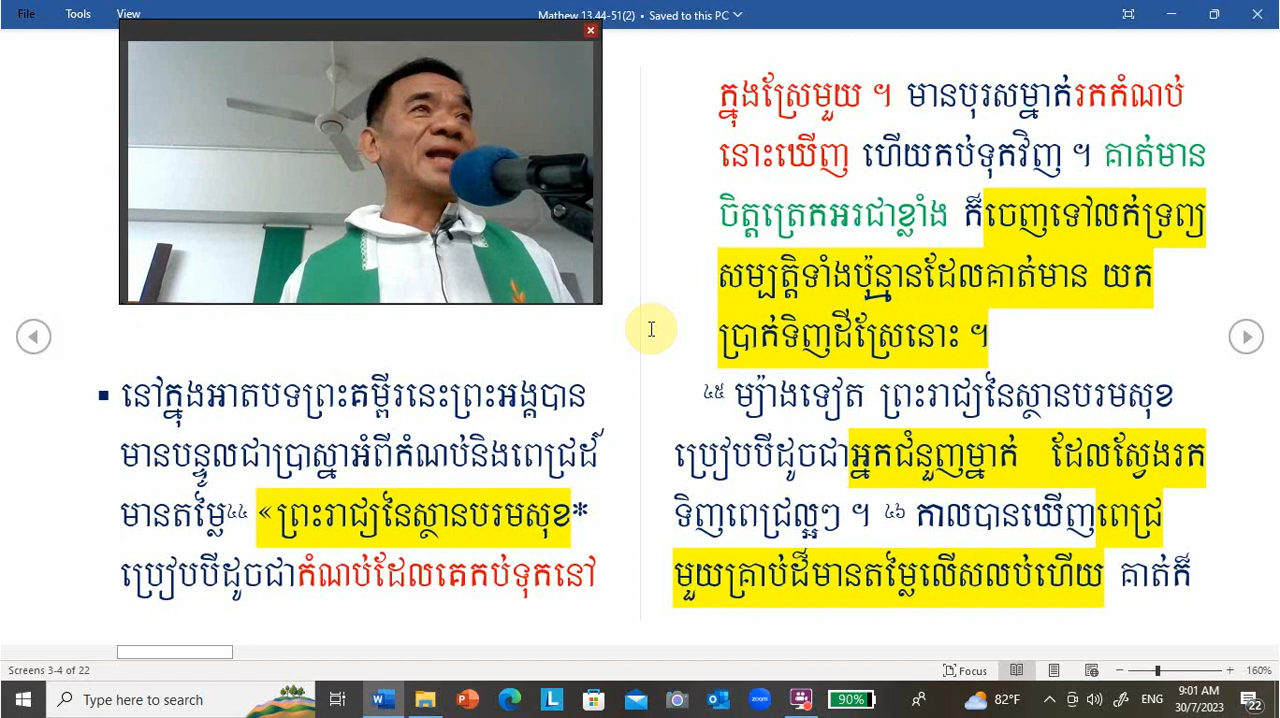 File Tools View
Mathew 13.44-51(2) • Saved to this PC
▪ នៅក្នុងអាតបទព្រះគម្ពីរនេះព្រះអង្គបាន
មានបន្ទូលជាប្រាស្នាអំពីកំណប់និងពេជ្រដ៍
មានតម្លៃ៤៤ «ព្រះរាជ្យនៃស្ថានបរមសុខ*
ប្រៀបបីដូចជាកំណប់ដែលគេកប់ទុកនៅ
ក្នុងស្រែមួយ ។ មានបុរសម្នាក់រកកំណប់
នោះឃើញ ហើយកប់ទុកវិញ ។ គាត់មាន
ចិត្តត្រេកអរជាខ្លាំង ក៏ចេញទៅលក់ទ្រព្យ
សម្បត្តិទាំងប៉ុន្មានដែលគាត់មាន យក
ប្រាក់ទិញដីស្រែនោះ ។
៤៥ ម្យ៉ាងទៀត ព្រះរាជ្យនៃស្ថានបរមសុខ
ប្រៀបបីដូចជាអ្នកជំនួញម្នាក់ ដែលស្វែងរក
ទិញពេជ្រល្អៗ ។ ៤៦ កាលបានឃើញពេជ្រ
មួយគ្រាប់ដ៏មានតម្លៃលើសលប់ហើយ គាត់ក៏
Screens 3-4 of 22
Focus
160%
Type here to search
90%
82°F
ENG
9:01 AM
30/7/2023
22